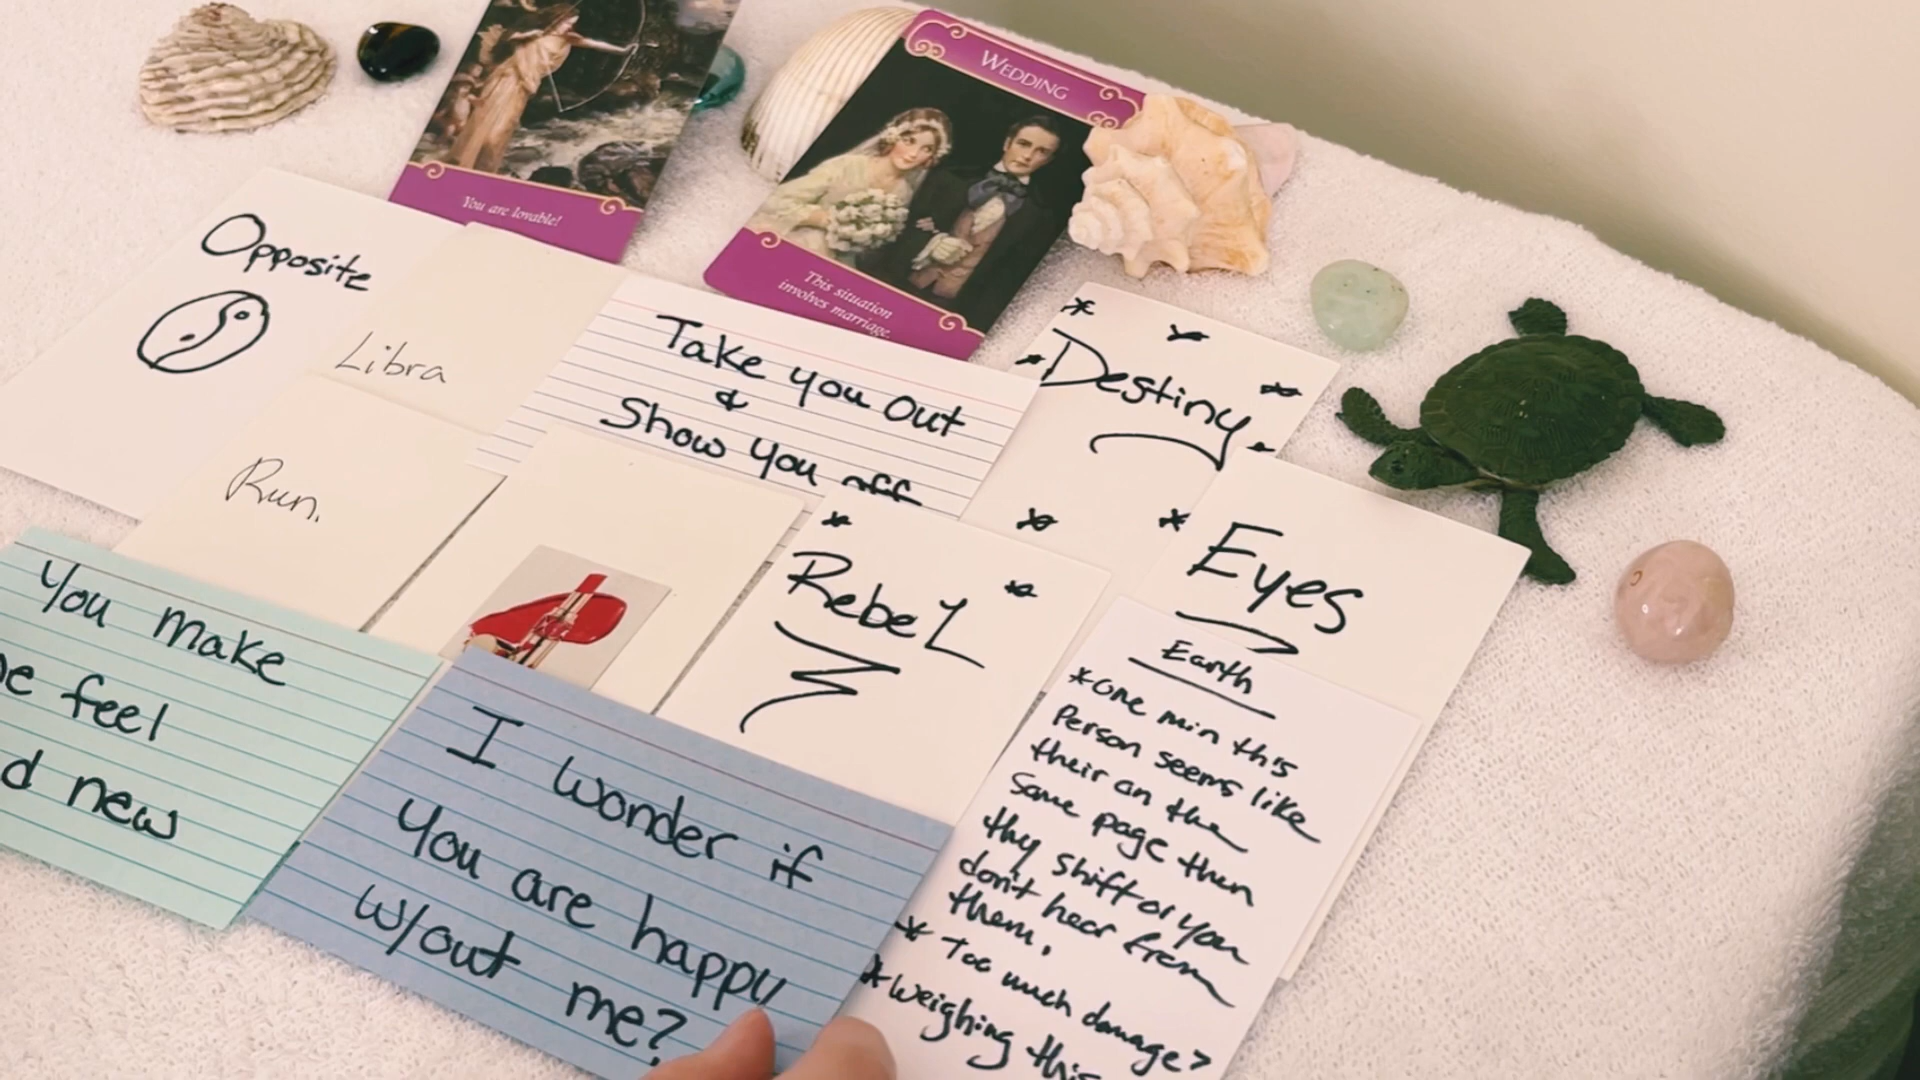 You are lovable!
WEDDING
This situation
involves marriage.
Opposite
Libra
Take you out
&
Show you off
Destiny
Run.
Rebel
Eyes
You make
feel
new
I wonder if
you are happy
w/out me?
Earth
*one min this
Person seems like
their on the
Same page then
they shift or you
don't hear from
them.
* Too much damage?
*Weighing this